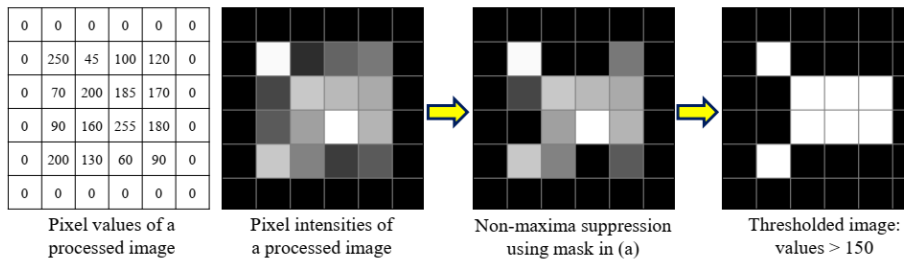 0 0 0 0 0 0
0 250 45 100 120 0
0 70 200 185 170 0
0 90 160 255 180 0
0 200 130 60 90 0
0 0 0 0 0 0
Pixel values of a
processed image
Pixel intensities of
a processed image
Non-maxima suppression
using mask in (a)
Thresholded image:
values > 150